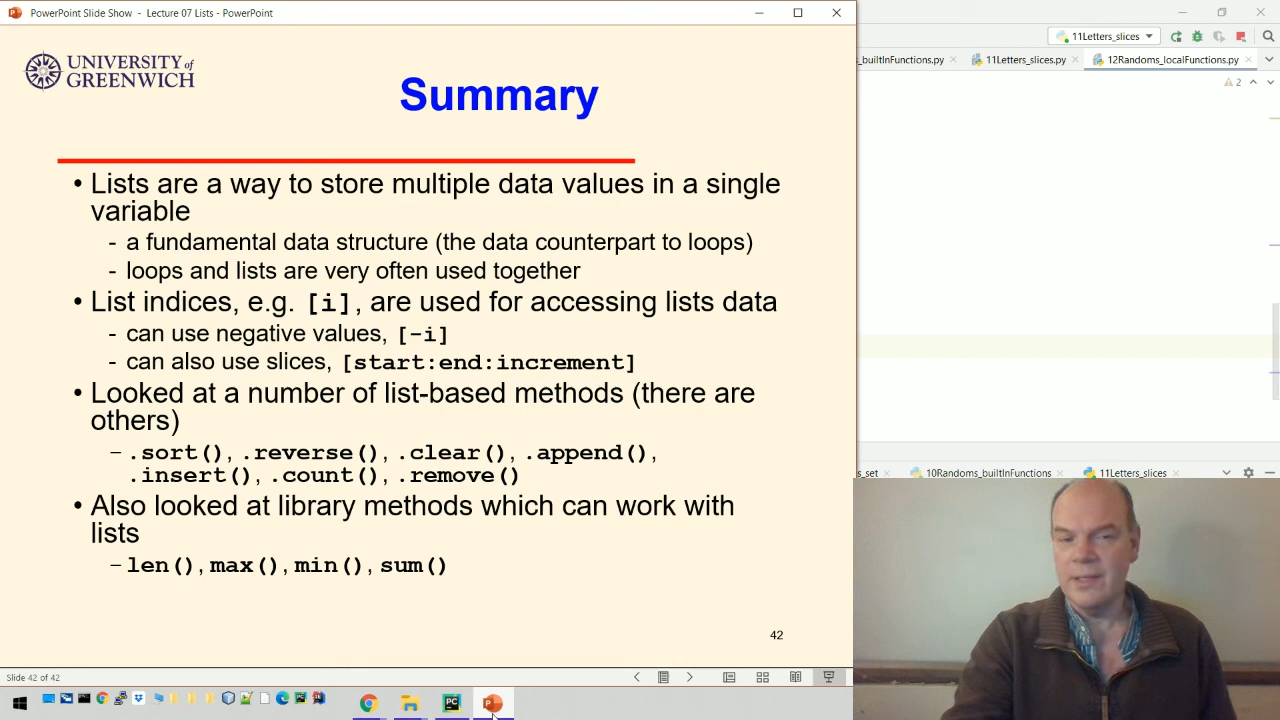 PowerPoint Slide Show - Lecture 07 Lists - PowerPoint
11Letters_slices
s_builtInFunctions.py
11Letters_slices.py
12Randoms_localFunctions.py
2
UNIVERSITY of
GREENWICH
Summary
• Lists are a way to store multiple data values in a single
variable
- a fundamental data structure (the data counterpart to loops)
- loops and lists are very often used together
• List indices, e.g. [i], are used for accessing lists data
- can use negative values, [-i]
- can also use slices, [start:end:increment]
• Looked at a number of list-based methods (there are
others)
– .sort(), .reverse(), .clear(), .append(),
.insert(), .count(), .remove()
• Also looked at library methods which can work with
lists
– len(), max(), min(), sum()
42
s_set
10Randoms_builtInFunctions
11Letters_slices
Slide 42 of 42
PC
P